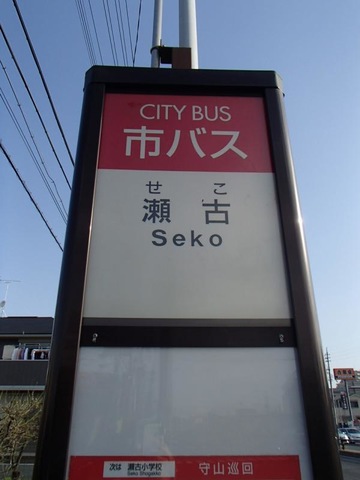 CITY BUS
市バス
せこ
瀬古
Seko
次は 瀬古小学校
Seko Shogakko
守山巡回